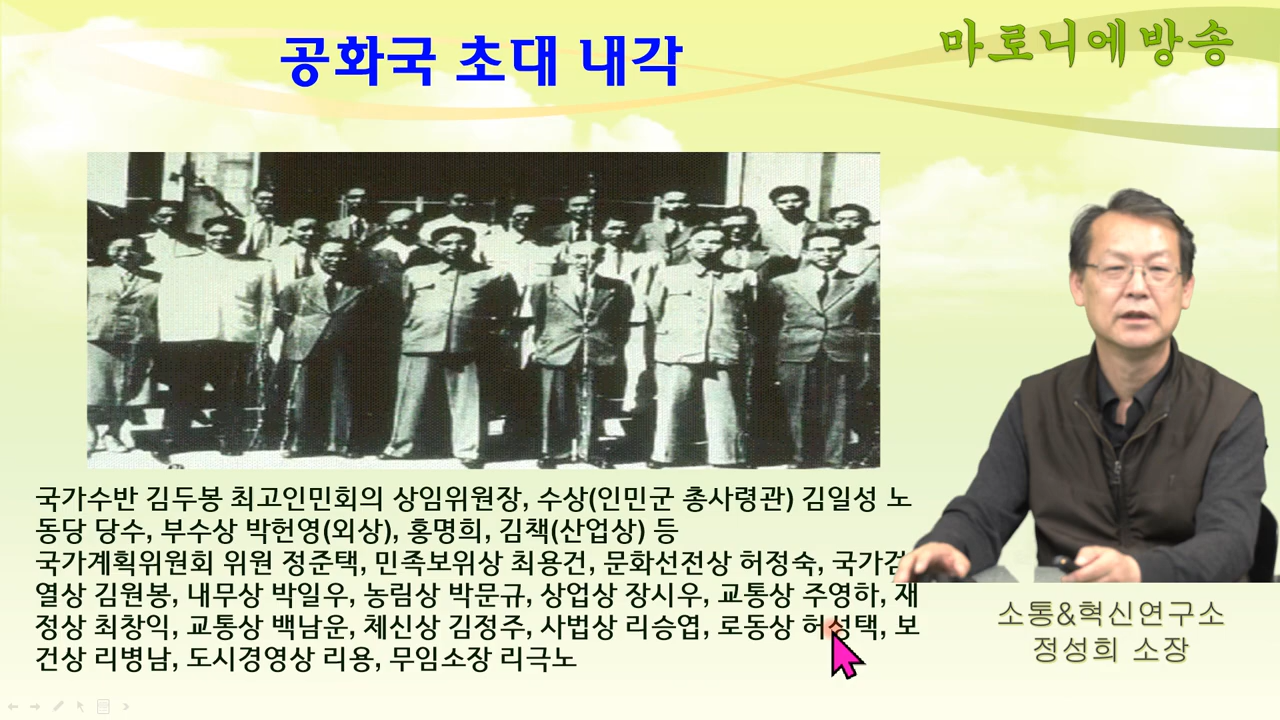 공화국 초대 내각
마로니에방송
국가수반 김두봉 최고인민회의 상임위원장, 수상(인민군 총사령관) 김일성 노
동당 당수, 부수상 박헌영(외상), 홍명희, 김책(산업상) 등
국가계획위원회 위원 정준택, 민족보위상 최용건, 문화선전상 허정숙, 국가검
열상 김원봉, 내무상 박일우, 농림상 박문규, 상업상 장시우, 교통상 주영하, 재
정상 최창익, 교통상 백남운, 체신상 김정주, 사법상 리승엽, 로동상 허성택, 보
건상 리병남, 도시경영상 리용, 무임소장 리극노
소통&혁신연구소
정성희 소장